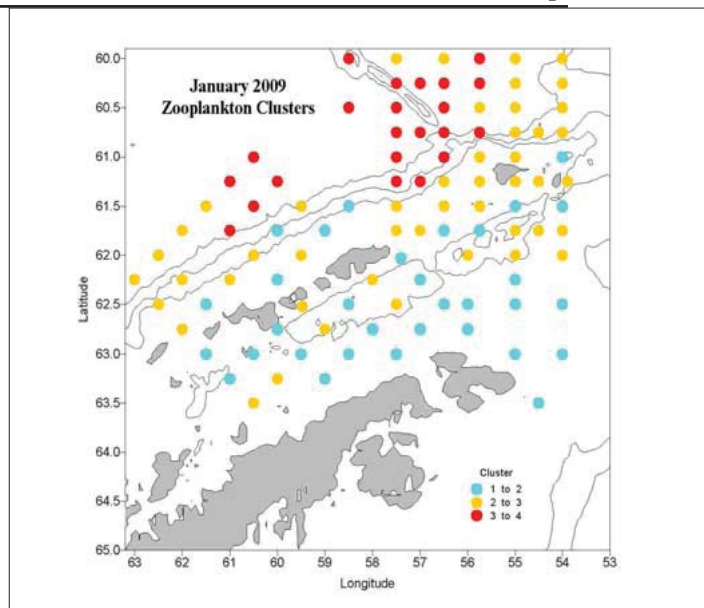 January 2009
Zooplankton Clusters
60.0
60.5
61.0
61.5
62.0
62.5
63.0
63.5
64.0
64.5
65.0
Latitude
Cluster
1 to 2
2 to 3
3 to 4
63 62 61 60 59 58 57 56 55 54 53
Longitude